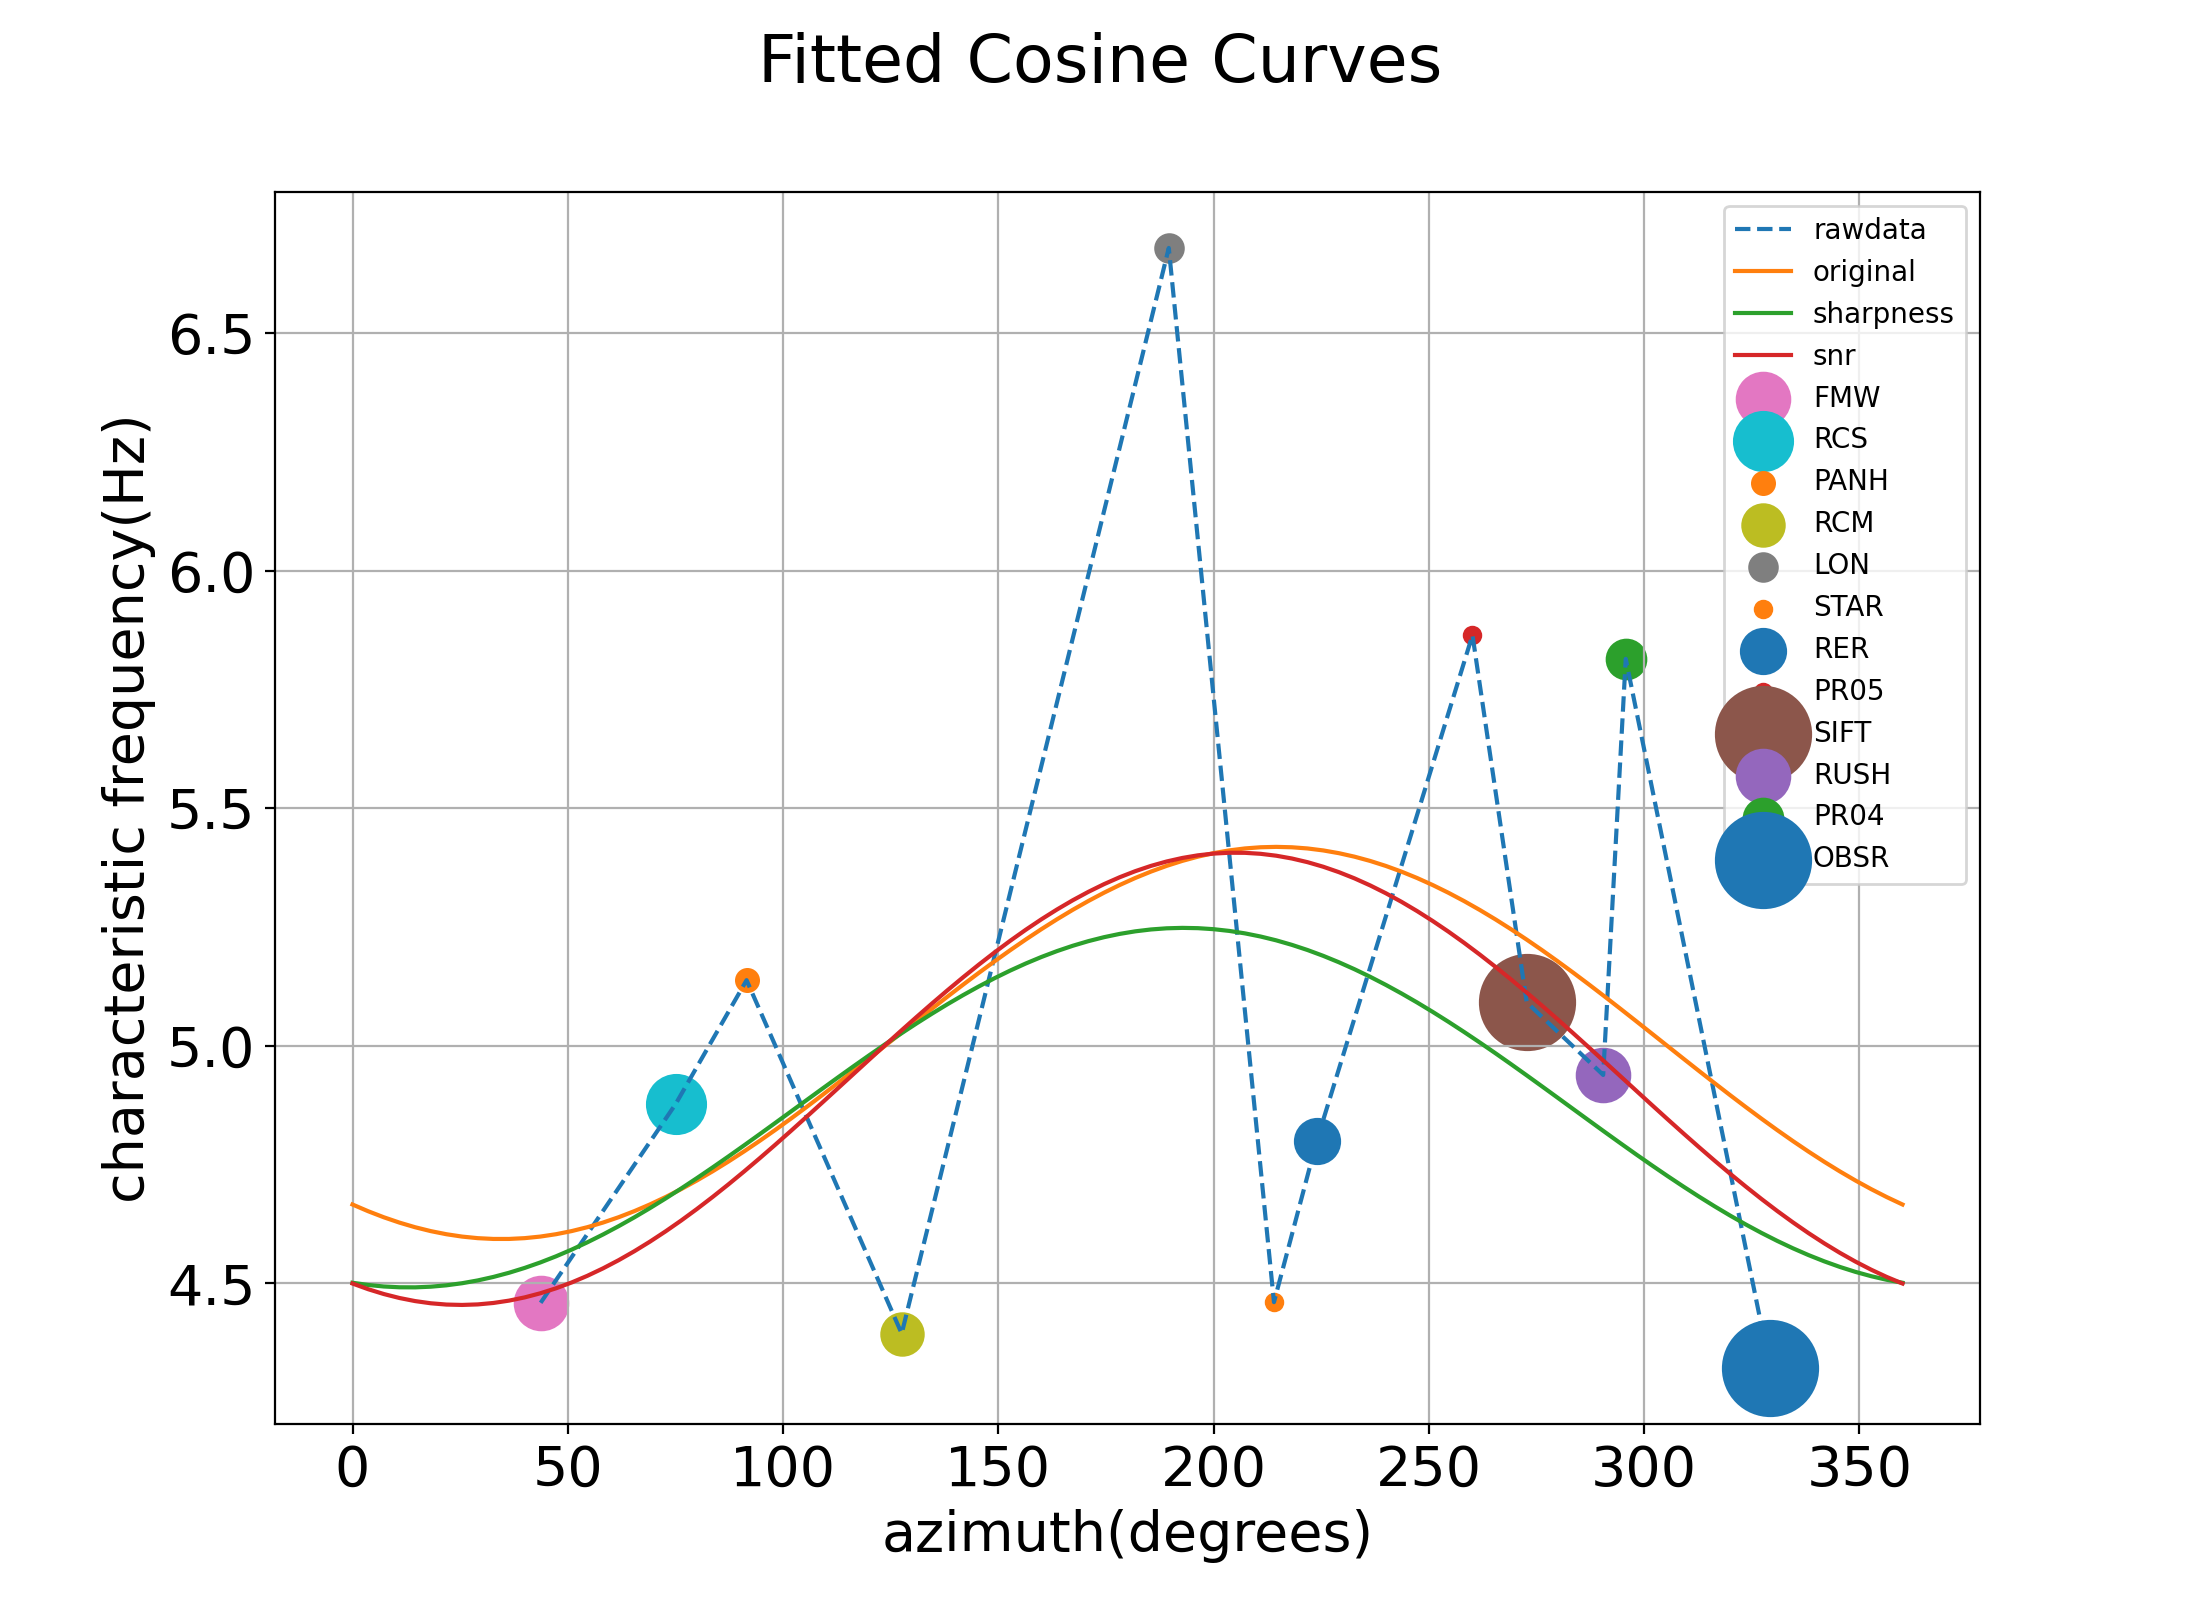 Fitted Cosine Curves
characteristic frequency(Hz)
6.5
6.0
5.5
5.0
4.5
rawdata
original
sharpness
snr
FMW
RCS
PANH
RCM
LON
STAR
RER
PR05
SIFT
RUSH
PR04
OBSR
0 50 100 150 200 250 300 350
azimuth(degrees)